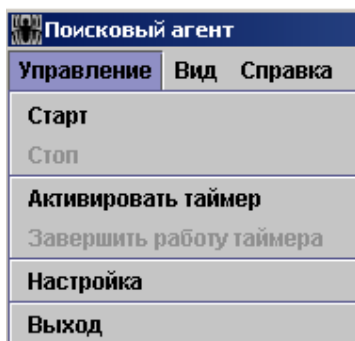 Поисковый агент
Управление Вид Справка
Старт
Стоп
Активировать таймер
Завершить работу таймера
Настройка
Выход